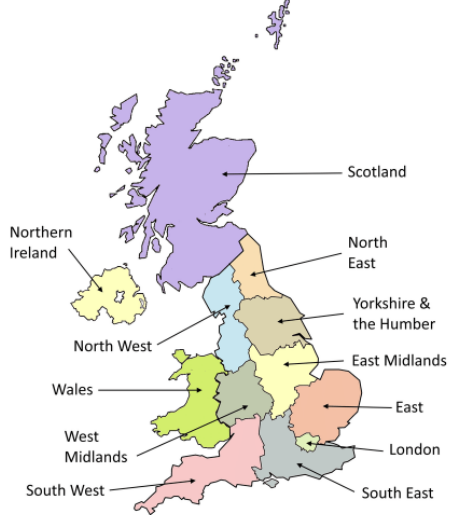 Scotland
Northern
Ireland
North
East
Yorkshire &
the Humber
North West
East Midlands
Wales
East
West
Midlands
London
South West
South East